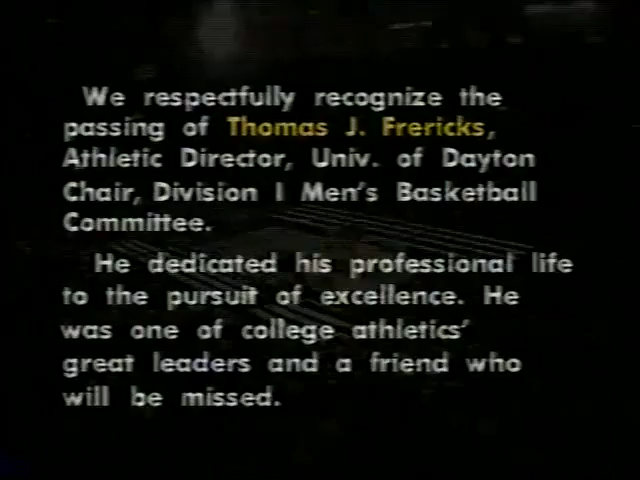 We respectfully recognize the
passing of Thomas J. Frericks,
Athletic Director, Univ. of Dayton
Chair, Division I Men's Basketball
Committee.
He dedicated his professional life
to the pursuit of excellence. He
was one of college athletics'
great leaders and a friend who
will be missed.